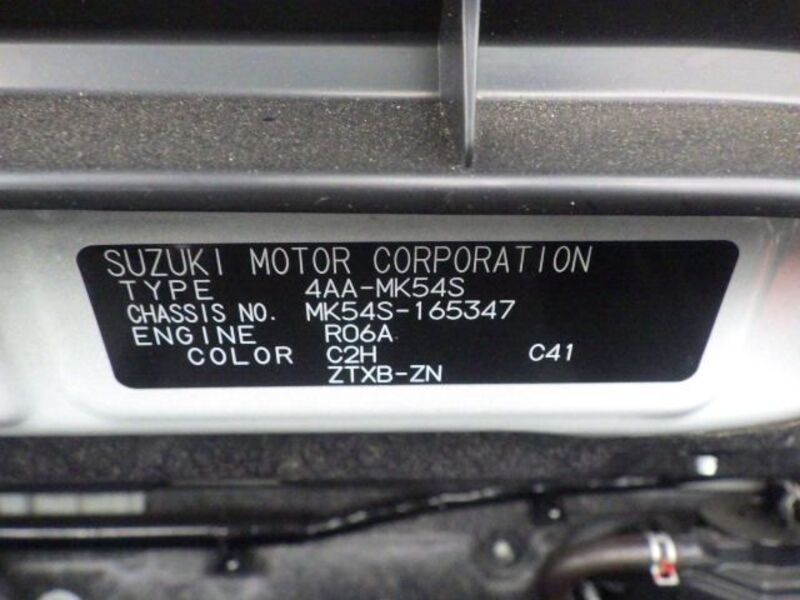 SUZUKI MOTOR CORPORATION
TYPE 4AA-MK54S
CHASSIS NO. MK54S-165347
ENGINE R06A
COLOR C2H C41
ZTXB-ZN